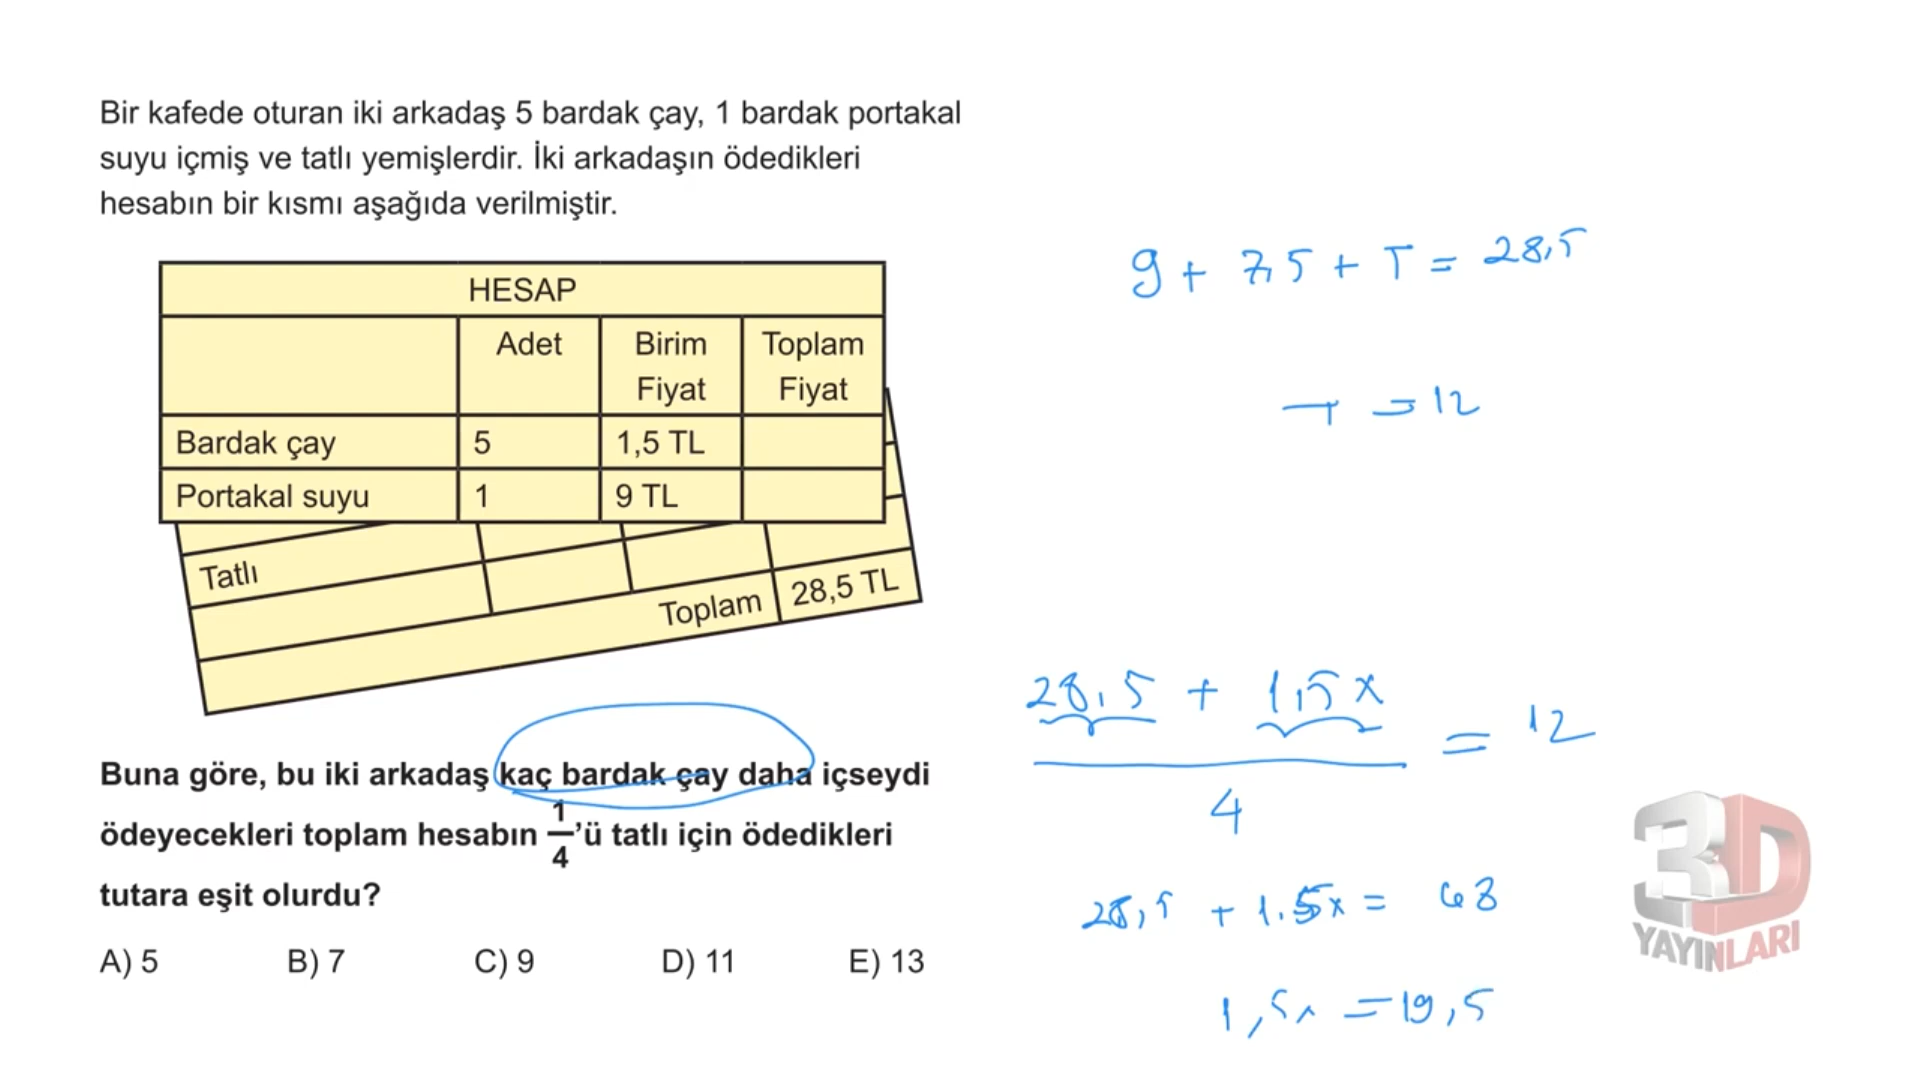 Bir kafede oturan iki arkadaş 5 bardak çay, 1 bardak portakal
suyu içmiş ve tatlı yemişlerdir. İki arkadaşın ödedikleri
hesabın bir kısmı aşağıda verilmiştir.
HESAP
Adet Birim Fiyat Toplam Fiyat
Bardak çay 5 1,5 TL
Portakal suyu 1 9 TL
Tatlı
Toplam 28,5 TL
Buna göre, bu iki arkadaş kaç bardak çay daha içseydi
ödeyecekleri toplam hesabın 1/4'ü tatlı için ödedikleri
tutara eşit olurdu?
A) 5 B) 7 C) 9 D) 11 E) 13
9 + 7,5 + T = 28,5
T = 12
28,5 + 1,5x
= 12
4
28,5 + 1.5x = 48
1,5x = 19,5
3D
YAYINLARI